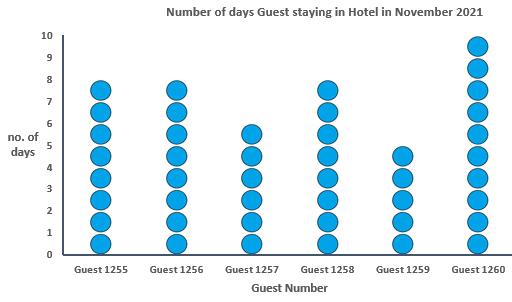 Number of days Guest staying in Hotel in November 2021
10
9
8
7
6
5
4
3
2
1
0
no. of
days
Guest 1255 Guest 1256 Guest 1257 Guest 1258 Guest 1259 Guest 1260
Guest Number